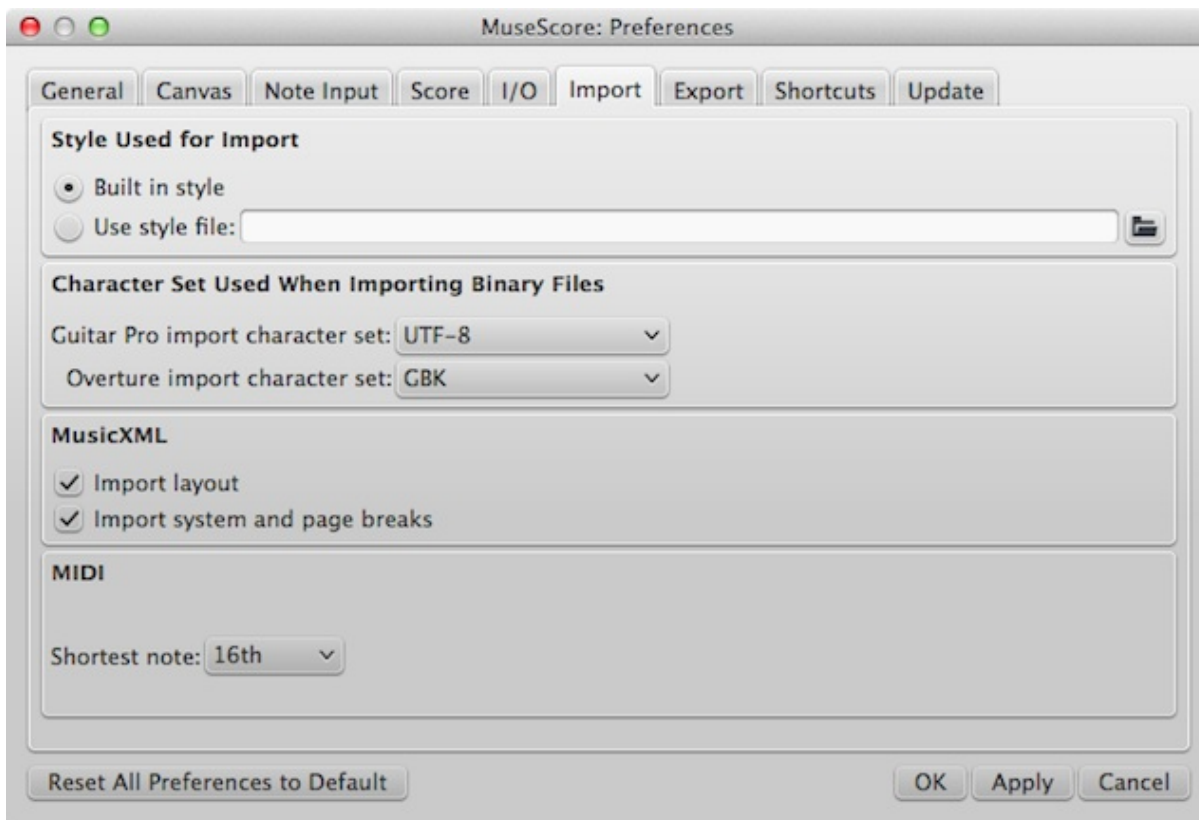 MuseScore: Preferences
General Canvas Note Input Score I/O Import Export Shortcuts Update
Style Used for Import
Built in style
Use style file:
Character Set Used When Importing Binary Files
Guitar Pro import character set: UTF-8
Overture import character set: GBK
MusicXML
Import layout
Import system and page breaks
MIDI
Shortest note: 16th
Reset All Preferences to Default OK Apply Cancel